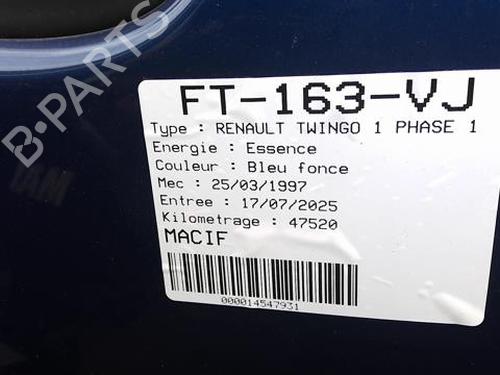 FT-163-VJ
Type : RENAULT TWINGO 1 PHASE 1
Energie : Essence
Couleur : Bleu fonce
Mec : 25/03/1997
Entree : 17/07/2025
Kilometrage : 47520
MACIF
000014547931
B-PARTS